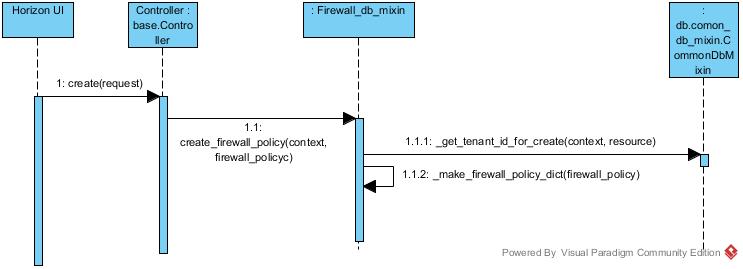 Horizon UI
Controller :
base.Contro
ller
: Firewall_db_mixin
:
db.comon_
db_mixin.C
ommonDbM
ixin
1: create(request)
1.1:
create_firewall_policy(context,
firewall_policyc)
1.1.1: _get_tenant_id_for_create(context, resource)
1.1.2: _make_firewall_policy_dict(firewall_policy)
Powered By Visual Paradigm Community Edition